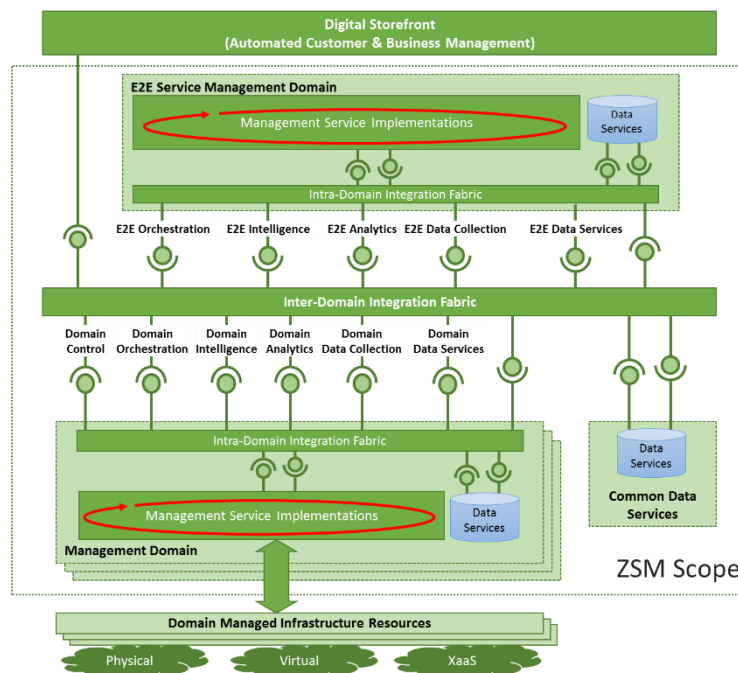 Digital Storefront
(Automated Customer & Business Management)
E2E Service Management Domain
Management Service Implementations
Data
Services
Intra-Domain Integration Fabric
E2E Orchestration
E2E Intelligence
E2E Analytics
E2E Data Collection
E2E Data Services
Inter-Domain Integration Fabric
Domain
Control
Domain
Orchestration
Domain
Intelligence
Domain
Analytics
Domain
Data Collection
Domain
Data Services
Intra-Domain Integration Fabric
Data
Services
Common Data
Services
Management Service Implementations
Data
Services
Management Domain
ZSM Scope
Domain Managed Infrastructure Resources
Physical
Virtual
XaaS